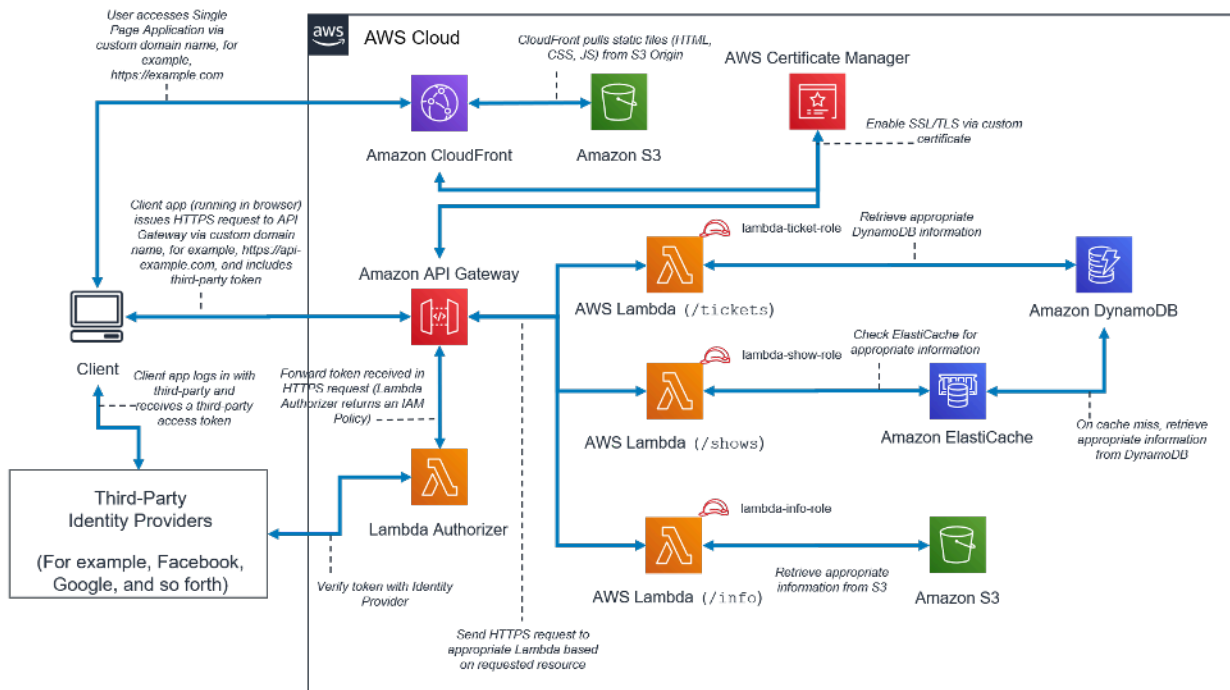 User accesses Single
Page Application via
custom domain name, for
example,
https://example.com
aws
AWS Cloud
CloudFront pulls static files (HTML,
CSS, JS) from S3 Origin
AWS Certificate Manager
Enable SSL/TLS via custom
certificate
Amazon CloudFront
Amazon S3
Client app (running in browser)
issues HTTPS request to API
Gateway via custom domain
name, for example, https://api-
example.com, and includes
third-party token
Amazon API Gateway
lambda-ticket-role
Retrieve appropriate
DynamoDB information
AWS Lambda (/tickets)
Amazon DynamoDB
Client
Client app logs in with
third-party and
receives a third-party
access token
Forward token received in
HTTPS request (Lambda
Authorizer returns an IAM
Policy)
lambda-show-role
Check ElastiCache for
appropriate information
AWS Lambda (/shows)
Amazon ElastiCache
On cache miss, retrieve
appropriate information
from DynamoDB
Third-Party
Identity Providers
(For example, Facebook,
Google, and so forth)
Lambda Authorizer
Verify token with Identity
Provider
lambda-info-role
AWS Lambda (/info)
Retrieve appropriate
information from S3
Amazon S3
Send HTTPS request to
appropriate Lambda based
on requested resource